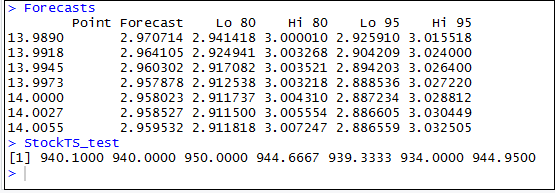 > Forecasts
Point Forecast Lo 80 Hi 80 Lo 95 Hi 95
13.9890 2.970714 2.941418 3.000010 2.925910 3.015518
13.9918 2.964105 2.924941 3.003268 2.904209 3.024000
13.9945 2.960302 2.917082 3.003521 2.894203 3.026400
13.9973 2.957878 2.912538 3.003218 2.888536 3.027220
14.0000 2.958023 2.911737 3.004310 2.887234 3.028812
14.0027 2.958527 2.911500 3.005554 2.886605 3.030449
14.0055 2.959532 2.911818 3.007247 2.886559 3.032505
> StockTS_test
[1] 940.1000 940.0000 950.0000 944.6667 939.3333 934.0000 944.9500
>